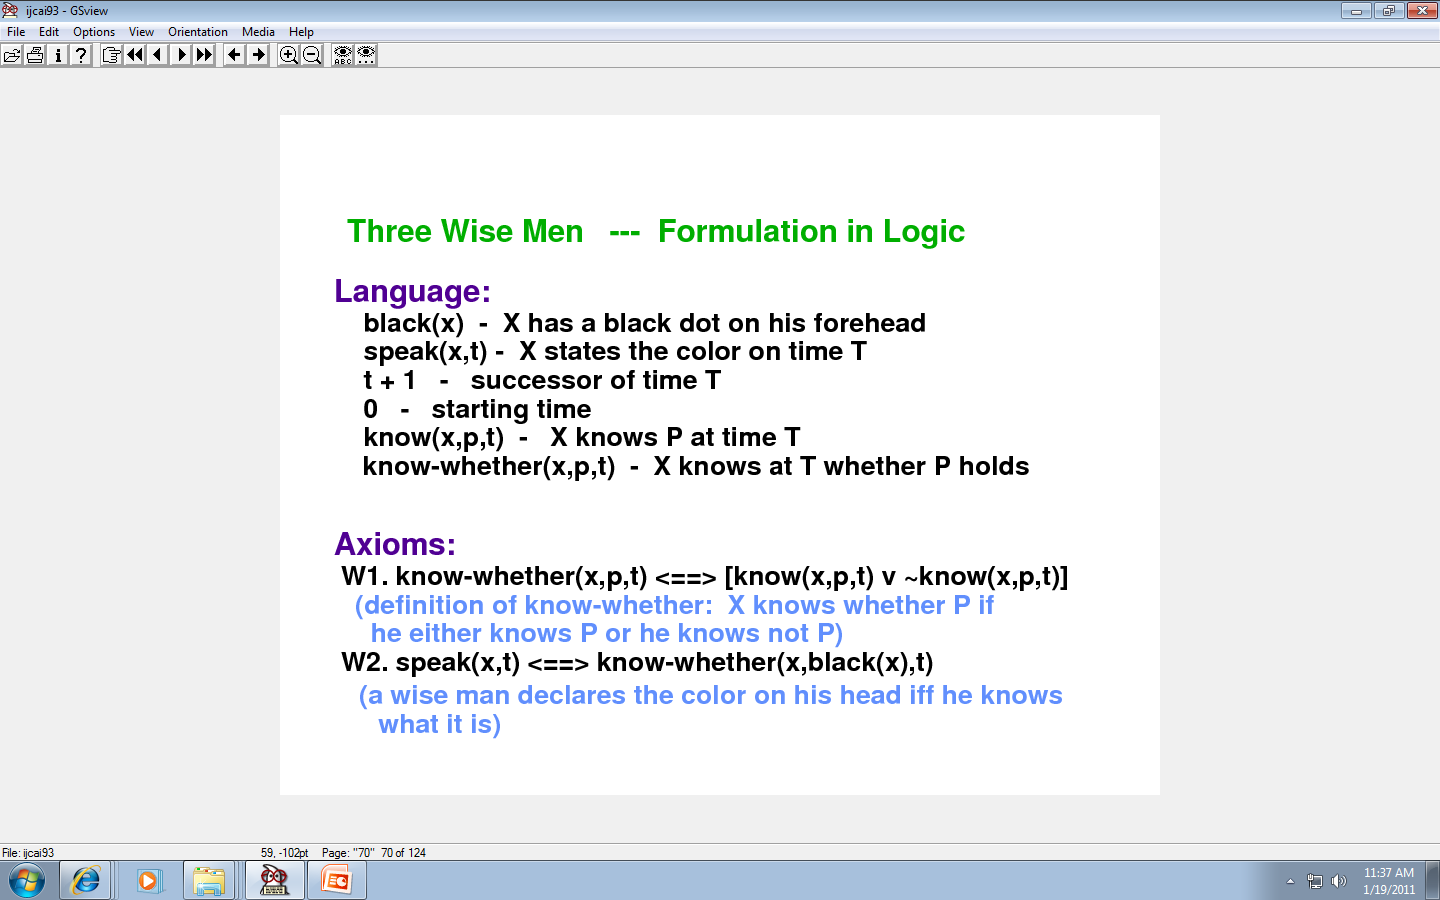 ijcai93 - GSview
File Edit Options View Orientation Media Help
Three Wise Men --- Formulation in Logic
Language:
black(x) - X has a black dot on his forehead
speak(x,t) - X states the color on time T
t + 1 - successor of time T
0 - starting time
know(x,p,t) - X knows P at time T
know-whether(x,p,t) - X knows at T whether P holds
Axioms:
W1. know-whether(x,p,t) <==> [know(x,p,t) v ~know(x,p,t)]
(definition of know-whether: X knows whether P if
he either knows P or he knows not P)
W2. speak(x,t) <==> know-whether(x,black(x),t)
(a wise man declares the color on his head iff he knows
what it is)
File: ijcai93 59, -102pt Page: "70" 70 of 124
11:37 AM
1/19/2011